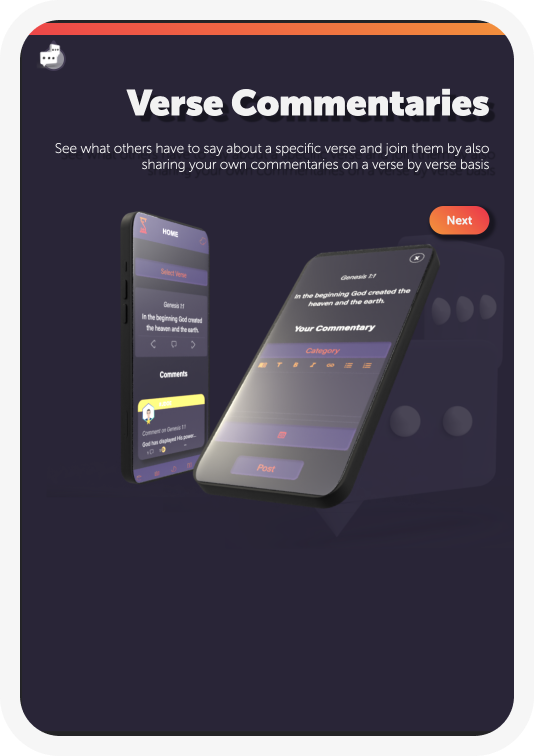 Verse Commentaries
See what others have to say about a specific verse and join them by also
sharing your own commentaries on a verse by verse basis
Next
HOME
Select Verse
Genesis 1:1
In the beginning God created
the heaven and the earth.
Comments
Comment on Genesis 1:1
God has displayed His power...
Genesis 1:1
In the beginning God created the
heaven and the earth.
Your Commentary
Category
Post